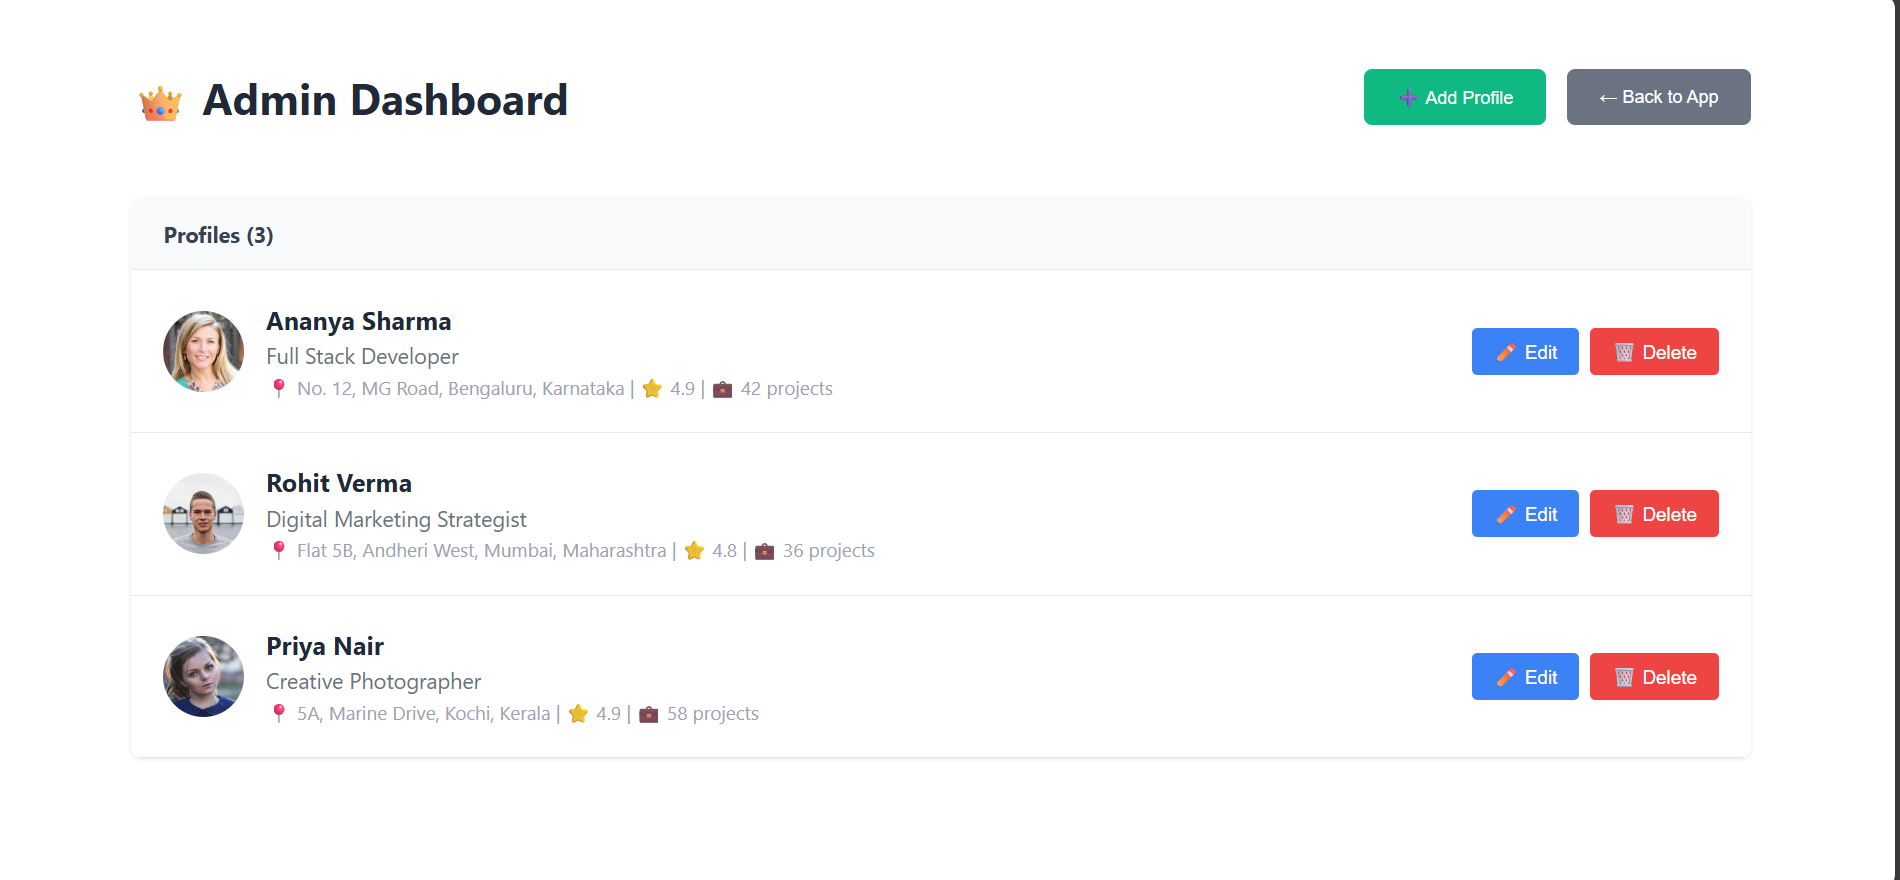 👑 Admin Dashboard
➕ Add Profile
← Back to App
Profiles (3)
Ananya Sharma
Full Stack Developer
📍 No. 12, MG Road, Bengaluru, Karnataka | ⭐ 4.9 | 💼 42 projects
✏️ Edit
🗑️ Delete
Rohit Verma
Digital Marketing Strategist
📍 Flat 5B, Andheri West, Mumbai, Maharashtra | ⭐ 4.8 | 💼 36 projects
✏️ Edit
🗑️ Delete
Priya Nair
Creative Photographer
📍 5A, Marine Drive, Kochi, Kerala | ⭐ 4.9 | 💼 58 projects
✏️ Edit
🗑️ Delete